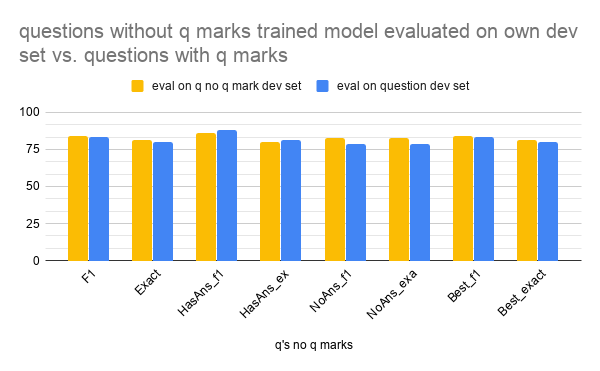 questions without q marks trained model evaluated on own dev
set vs. questions with q marks
eval on q no q mark dev set
eval on question dev set
100
75
50
25
0
F1
Exact
HasAns_f1
HasAns_ex
NoAns_f1
NoAns_exa
Best_f1
Best_exact
q's no q marks